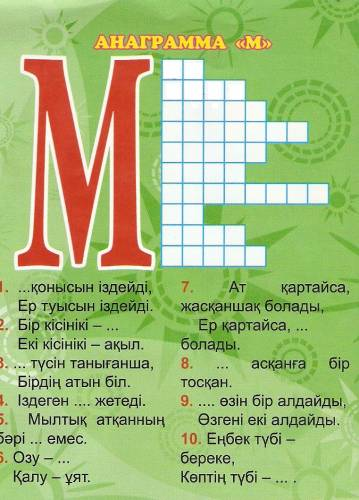 АНАГРАММА «М»
М
1. ...қонысын іздейді,
Ер туысын іздейді.
2. Бір кісінікі – ...
Екі кісінікі – ақыл.
3. ... түсін танығанша,
Бірдің атын біл.
4. Іздеген .... жетеді.
5. Мылтық атқанның
бәрі ... емес.
6. Озу – ...
Қалу – ұят.
7. Ат қартайса,
жасқаншақ болады,
Ер қартайса, ...
болады.
8. ... асқанға бір
тосқан.
9. .... өзін бір алдайды,
Өзгені екі алдайды.
10. Еңбек түбі –
береке,
Көптің түбі – ... .